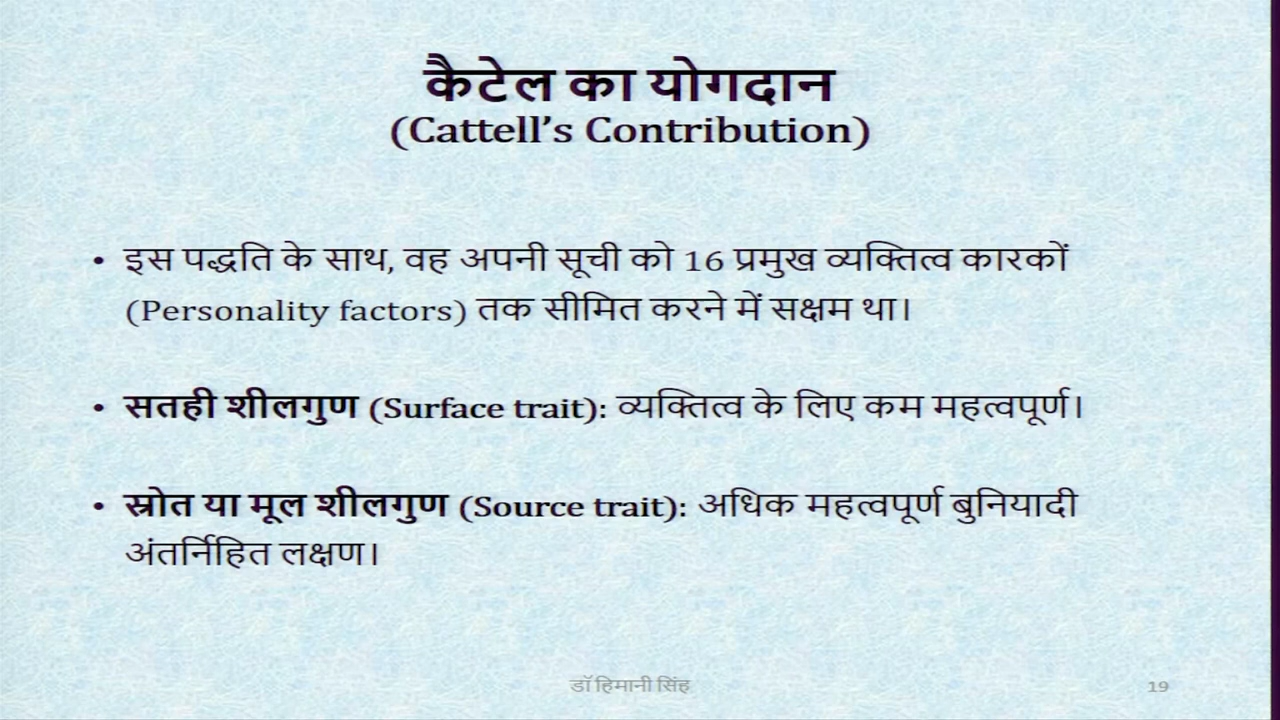 कैटेल का योगदान
(Cattell’s Contribution)
• इस पद्धति के साथ, वह अपनी सूची को 16 प्रमुख व्यक्तित्व कारकों
(Personality factors) तक सीमित करने में सक्षम था।
• सतही शीलगुण (Surface trait): व्यक्तित्व के लिए कम महत्वपूर्ण।
• स्रोत या मूल शीलगुण (Source trait): अधिक महत्वपूर्ण बुनियादी
अंतर्निहित लक्षण।
डॉ हिमानी सिंह
19